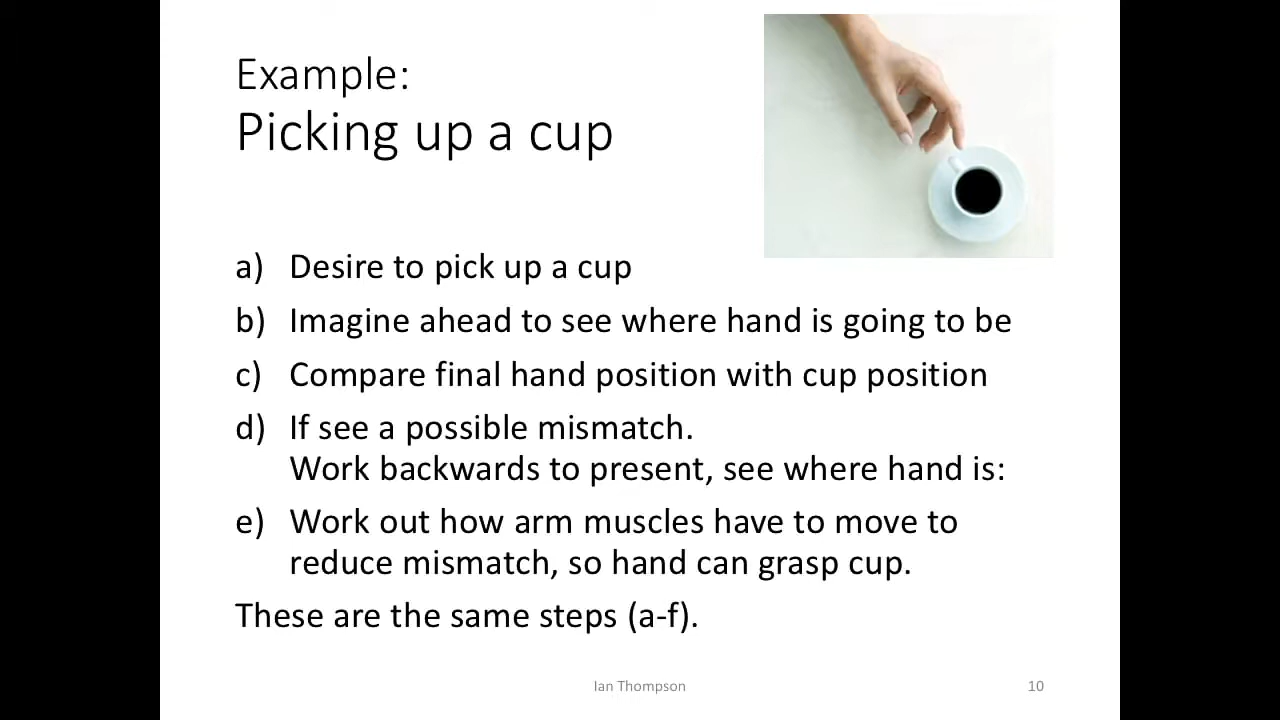 Example:
Picking up a cup
a) Desire to pick up a cup
b) Imagine ahead to see where hand is going to be
c) Compare final hand position with cup position
d) If see a possible mismatch.
Work backwards to present, see where hand is:
e) Work out how arm muscles have to move to
reduce mismatch, so hand can grasp cup.
These are the same steps (a-f).
Ian Thompson
10